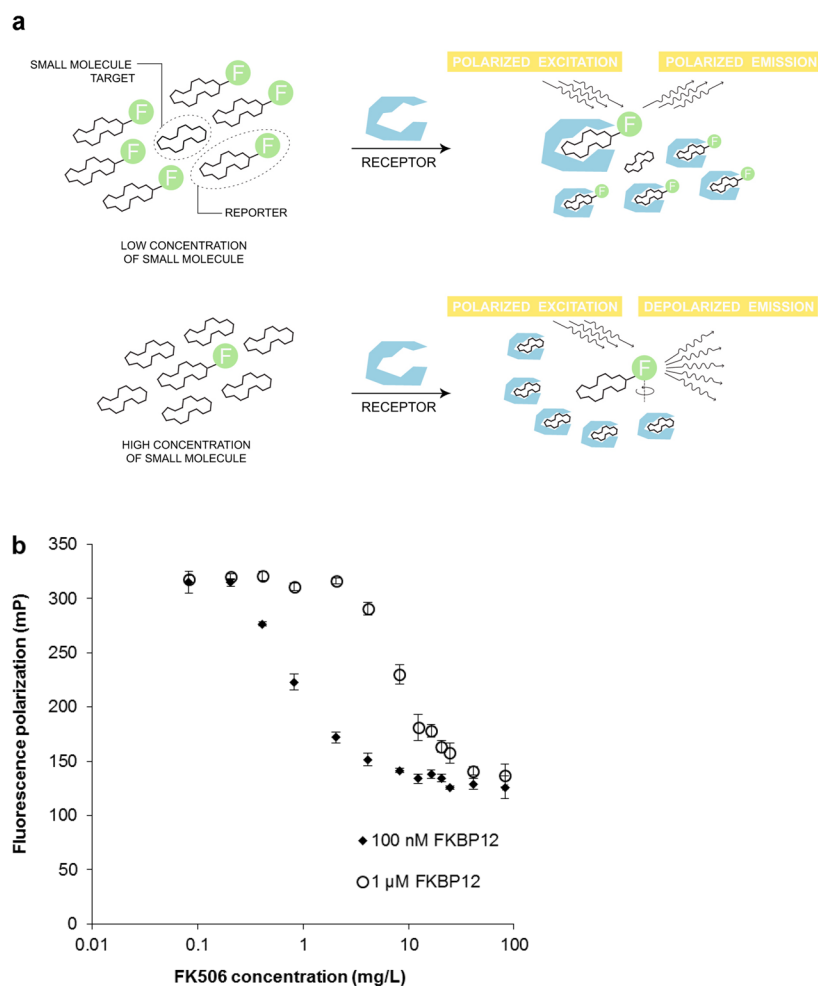 a
SMALL MOLECULE
TARGET
F
F
F
F
F
F
REPORTER
LOW CONCENTRATION
OF SMALL MOLECULE
RECEPTOR
POLARIZED EXCITATION
POLARIZED EMISSION
F
F
F
F
F
F
HIGH CONCENTRATION
OF SMALL MOLECULE
RECEPTOR
POLARIZED EXCITATION
DEPOLARIZED EMISSION
F
b
Fluorescence polarization (mP)
350
300
250
200
150
100
50
0
100 nM FKBP12
1 µM FKBP12
0.01
0.1
1
10
100
FK506 concentration (mg/L)